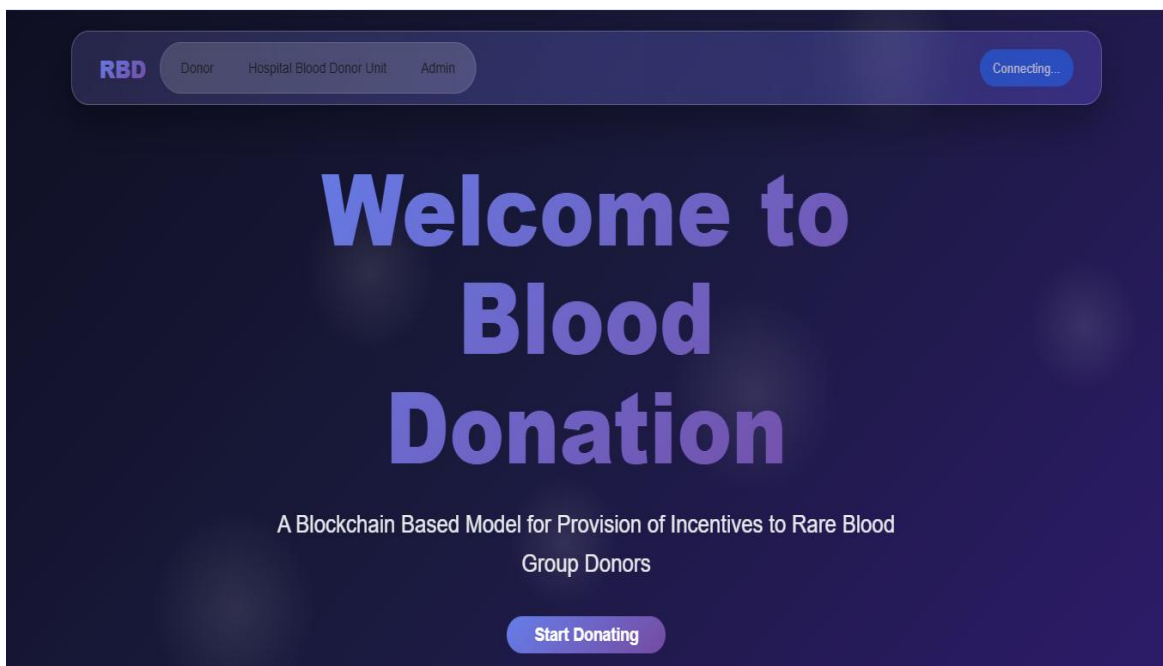 RBD
Donor
Hospital Blood Donor Unit
Admin
Connecting...
Welcome to
Blood
Donation
A Blockchain Based Model for Provision of Incentives to Rare Blood
Group Donors
Start Donating